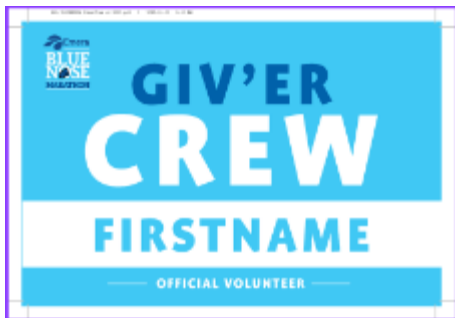 BLUE
NOSE
MARATHON
GIV'ER
CREW
FIRSTNAME
OFFICIAL VOLUNTEER